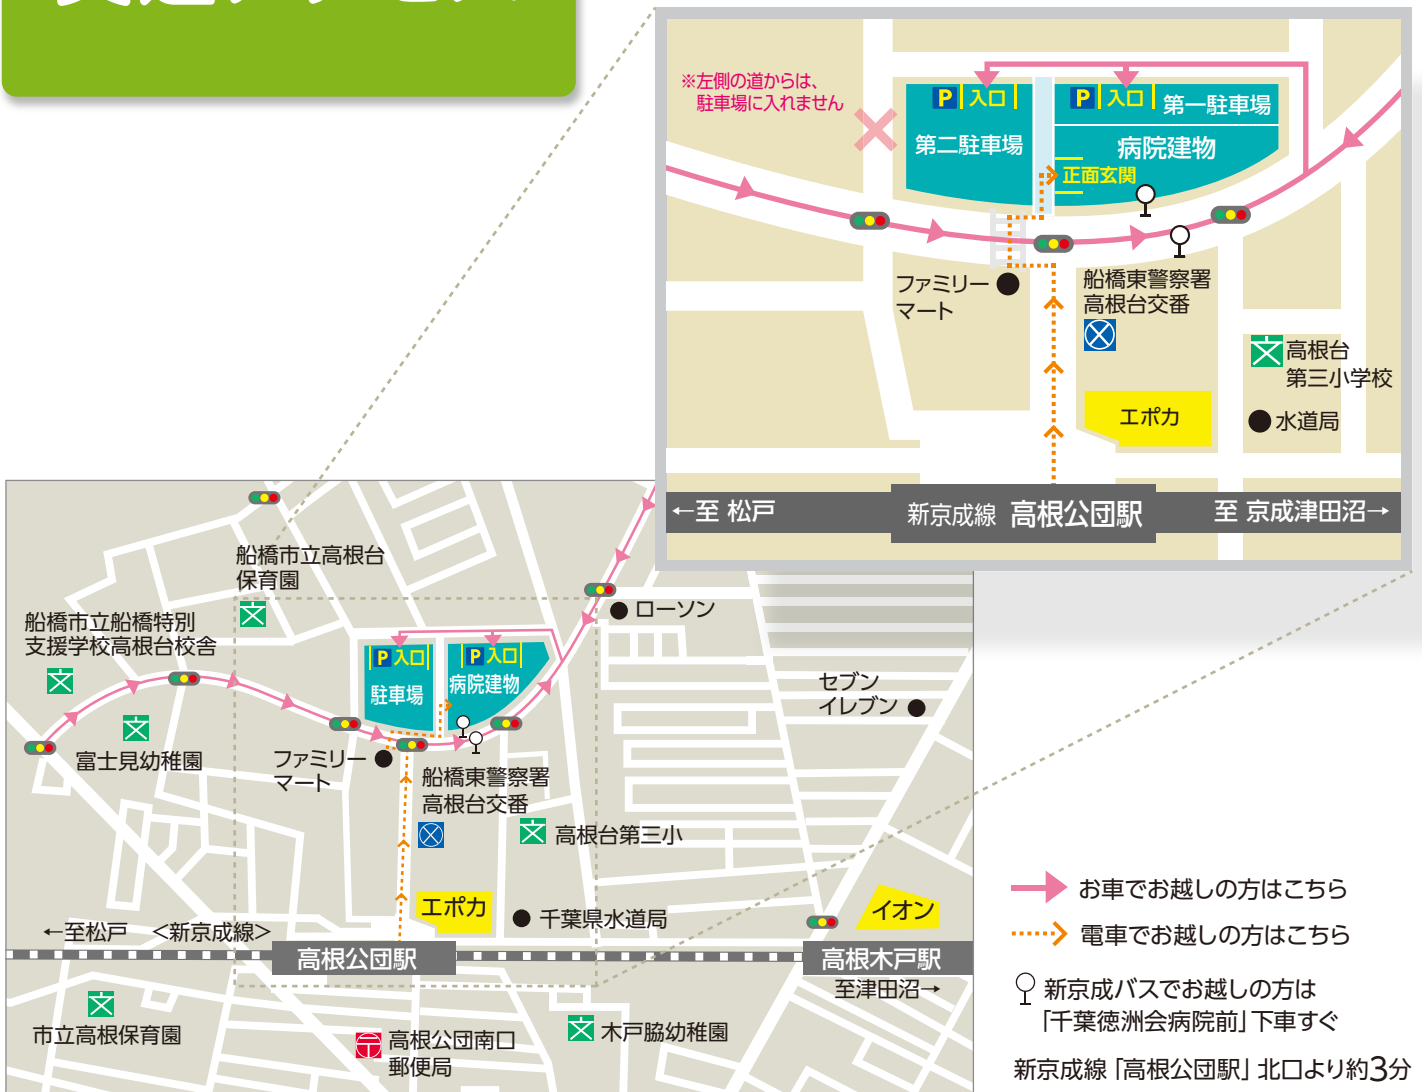 ※左側の道からは、
駐車場に入れません
P 入口
P 入口
第一駐車場
第二駐車場
病院建物
正面玄関
ファミリー
マート
船橋東警察署
高根台交番
高根台
第三小学校
エポカ
水道局
←至 松戸
新京成線 高根公団駅
至 京成津田沼→
船橋市立高根台
保育園
船橋市立船橋特別
支援学校高根台校舎
ローソン
P 入口
P 入口
駐車場
病院建物
セブン
イレブン
富士見幼稚園
ファミリー
マート
船橋東警察署
高根台交番
高根台第三小
エポカ
千葉県水道局
イオン
←至松戸 <新京成線>
高根公団駅
高根木戸駅
至津田沼→
市立高根保育園
高根公団南口
郵便局
木戸脇幼稚園
お車でお越しの方はこちら
電車でお越しの方はこちら
新京成バスでお越しの方は
「千葉徳洲会病院前」下車すぐ
新京成線「高根公団駅」北口より約3分